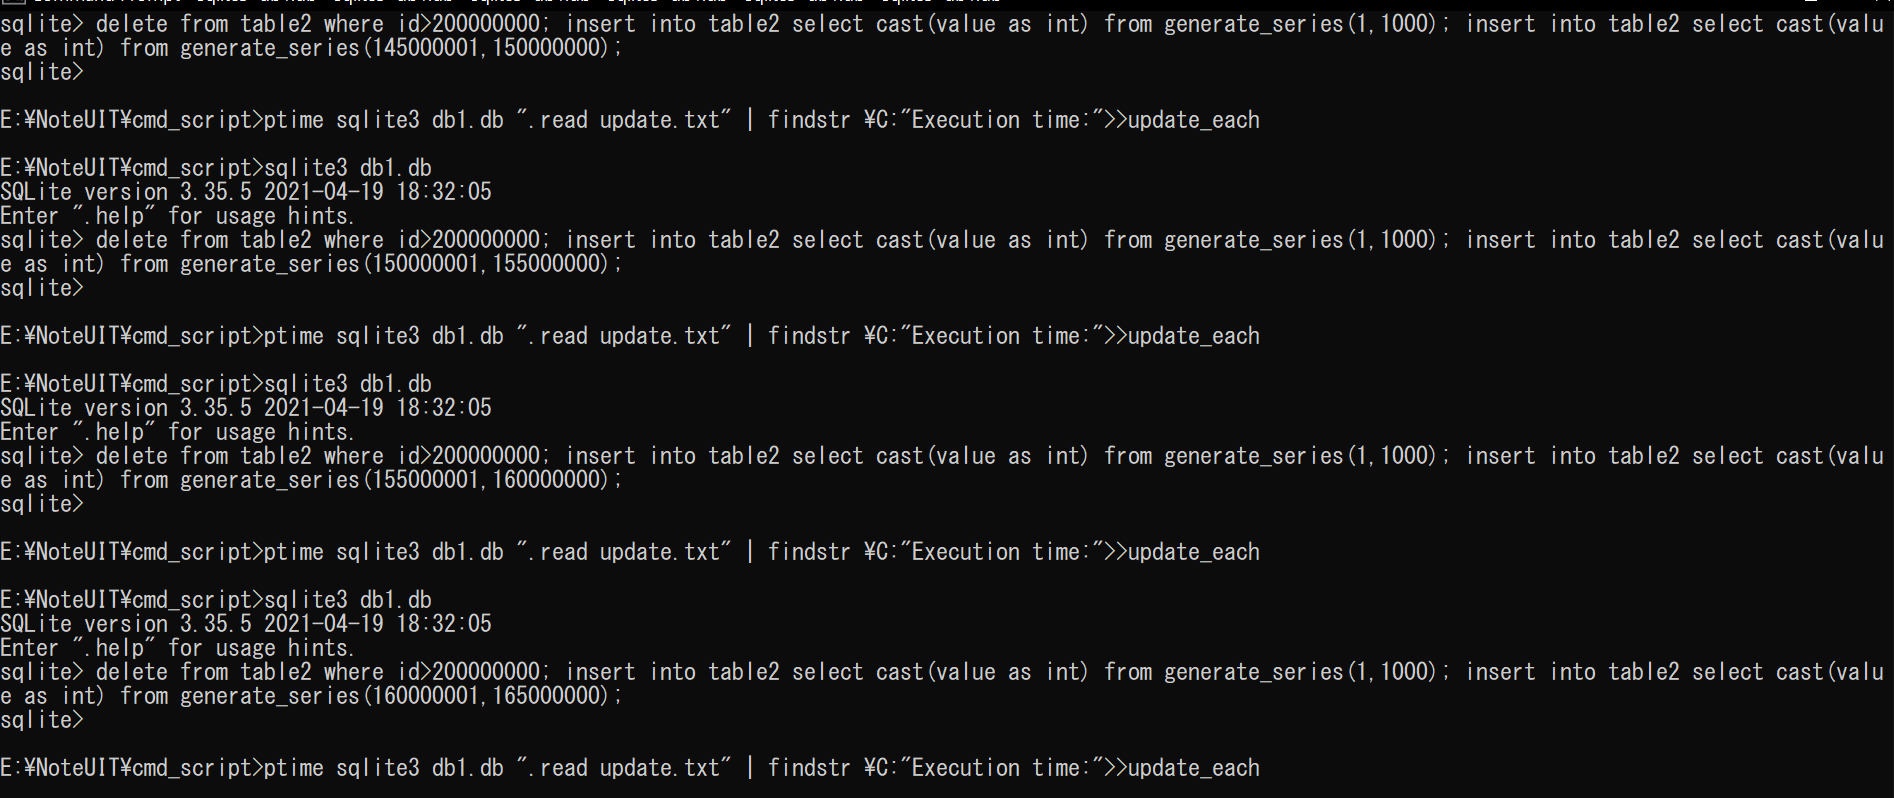 sqlite> delete from table2 where id>200000000; insert into table2 select cast(value as int) from generate_series(1,1000); insert into table2 select cast(valu
e as int) from generate_series(145000001,150000000);
sqlite>
E:¥NoteUIT¥cmd_script>ptime sqlite3 db1.db ".read update.txt" | findstr ¥C:"Execution time:">>update_each
E:¥NoteUIT¥cmd_script>sqlite3 db1.db
SQLite version 3.35.5 2021-04-19 18:32:05
Enter ".help" for usage hints.
sqlite> delete from table2 where id>200000000; insert into table2 select cast(value as int) from generate_series(1,1000); insert into table2 select cast(valu
e as int) from generate_series(150000001,155000000);
sqlite>
E:¥NoteUIT¥cmd_script>ptime sqlite3 db1.db ".read update.txt" | findstr ¥C:"Execution time:">>update_each
E:¥NoteUIT¥cmd_script>sqlite3 db1.db
SQLite version 3.35.5 2021-04-19 18:32:05
Enter ".help" for usage hints.
sqlite> delete from table2 where id>200000000; insert into table2 select cast(value as int) from generate_series(1,1000); insert into table2 select cast(valu
e as int) from generate_series(155000001,160000000);
sqlite>
E:¥NoteUIT¥cmd_script>ptime sqlite3 db1.db ".read update.txt" | findstr ¥C:"Execution time:">>update_each
E:¥NoteUIT¥cmd_script>sqlite3 db1.db
SQLite version 3.35.5 2021-04-19 18:32:05
Enter ".help" for usage hints.
sqlite> delete from table2 where id>200000000; insert into table2 select cast(value as int) from generate_series(1,1000); insert into table2 select cast(valu
e as int) from generate_series(160000001,165000000);
sqlite>
E:¥NoteUIT¥cmd_script>ptime sqlite3 db1.db ".read update.txt" | findstr ¥C:"Execution time:">>update_each